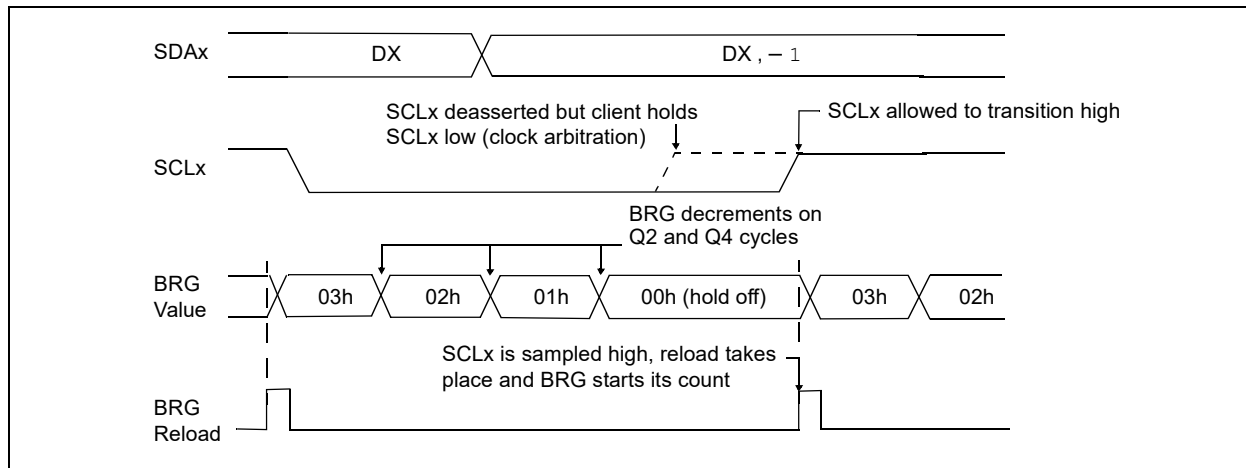 SDAx
DX
DX , – 1
SCLx deasserted but client holds
SCLx low (clock arbitration)
SCLx allowed to transition high
SCLx
BRG decrements on
Q2 and Q4 cycles
BRG
Value
03h
02h
01h
00h (hold off)
03h
02h
SCLx is sampled high, reload takes
place and BRG starts its count
BRG
Reload